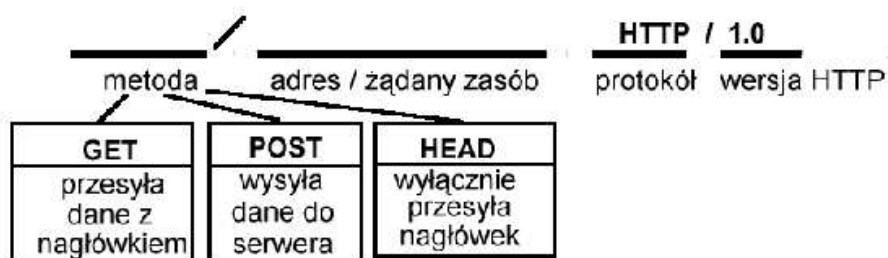 / HTTP / 1.0
metoda adres / żądany zasób protokół wersja HTTP
GET POST HEAD
przesyła wysyła wyłącznie
dane z dane do przesyła
nagłówkiem serwera nagłówek